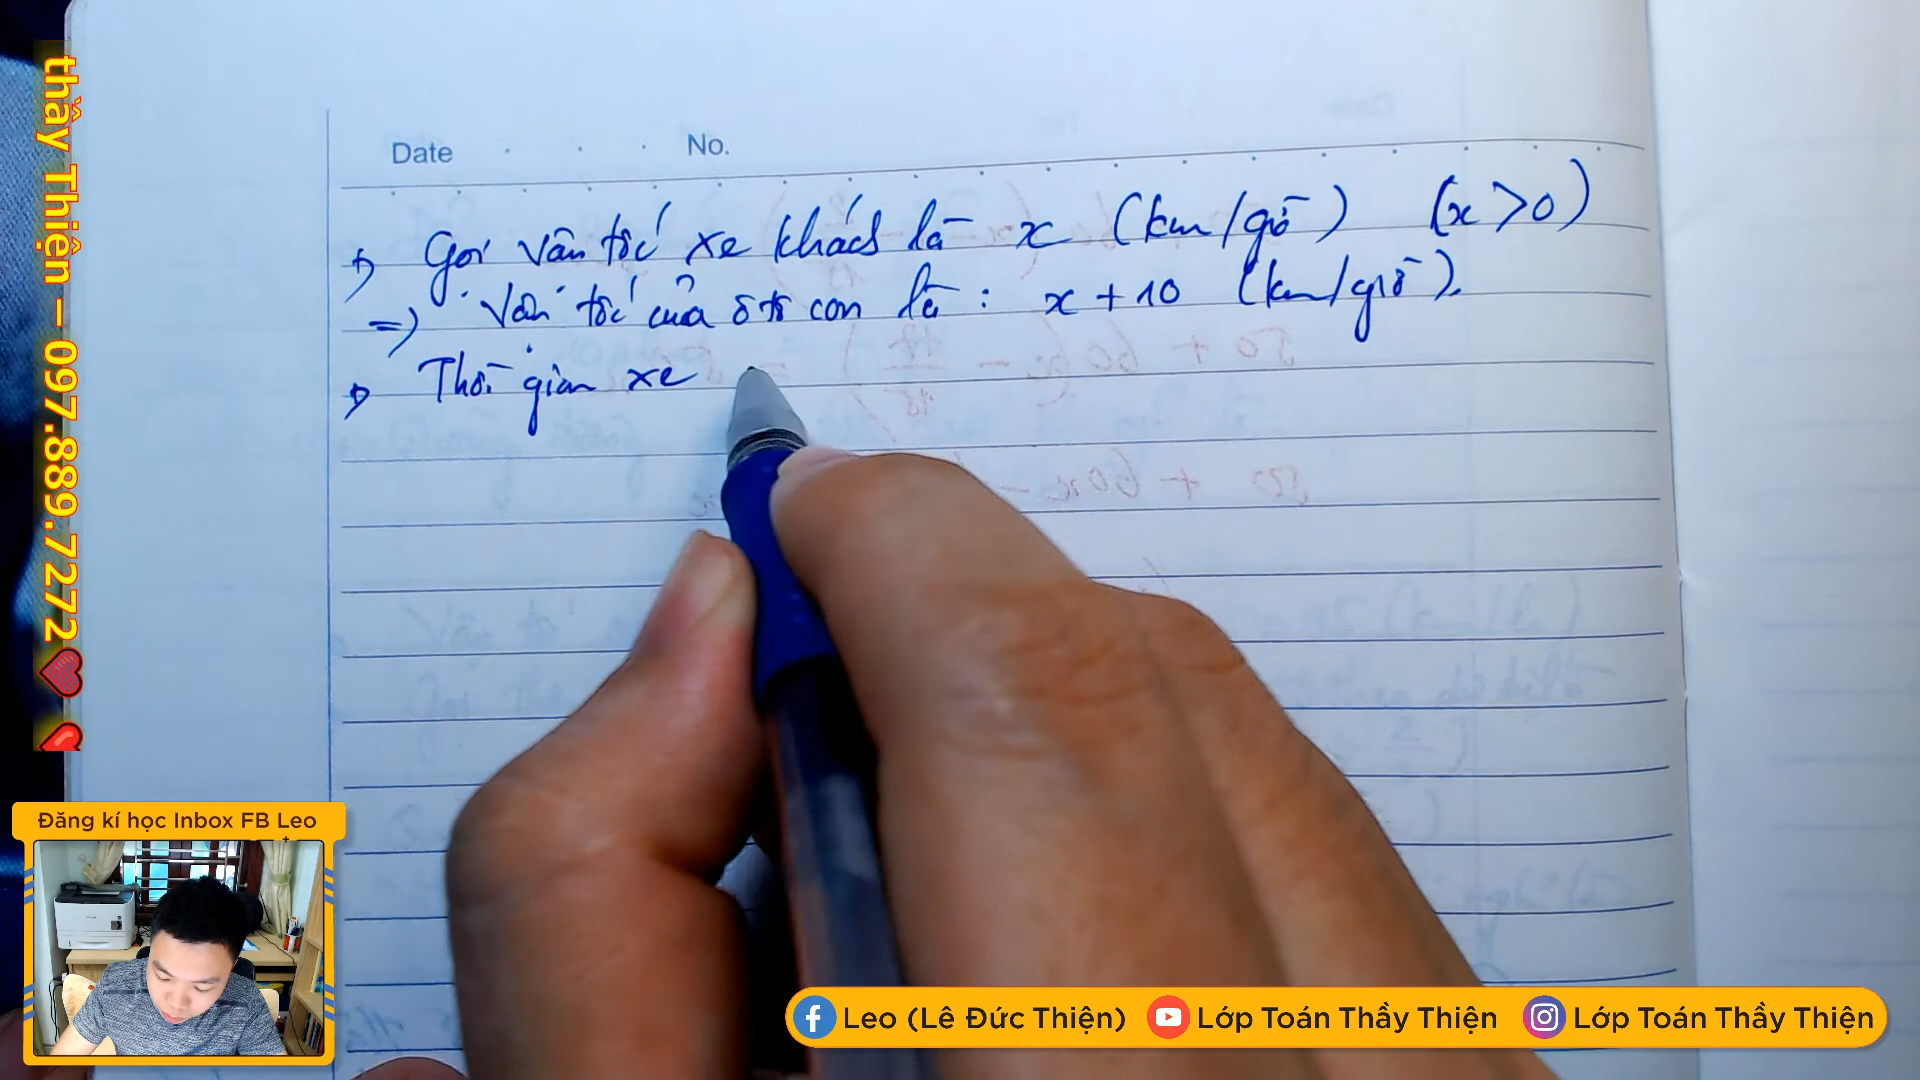 Date No.
Gọi vận tốc xe khách là x (km/giờ) (x > 0)
=) Vận tốc của ô tô con là : x + 10 (km/giờ).
Thời gian xe
thầy Thiện – 097.889.7272
Đăng kí học Inbox FB Leo
Leo (Lê Đức Thiện) Lớp Toán Thầy Thiện Lớp Toán Thầy Thiện